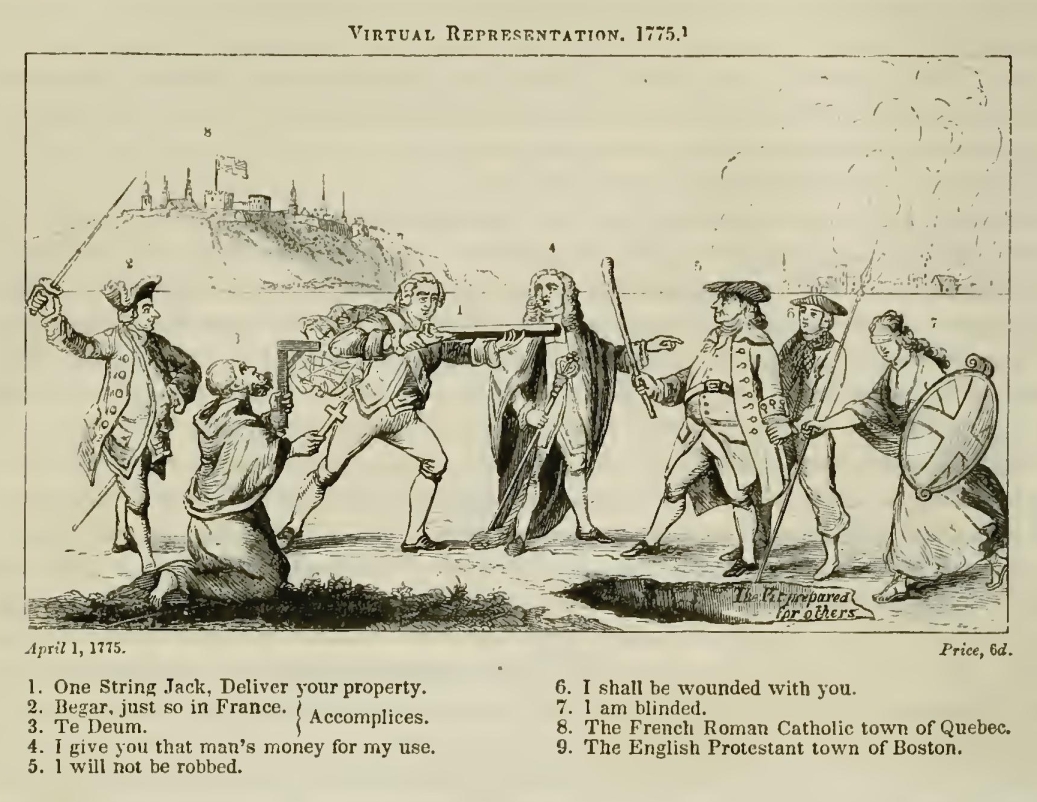 VIRTUAL REPRESENTATION. 1775.¹
8
2
3
1
4
5
6
7
The Pit prepared
for others
April 1, 1775.
Price, 6d.
1. One String Jack, Deliver your property.
2. Begar, just so in France.
3. Te Deum.
{ Accomplices.
4. I give you that man's money for my use.
5. I will not be robbed.
6. I shall be wounded with you.
7. I am blinded.
8. The French Roman Catholic town of Quebec.
9. The English Protestant town of Boston.